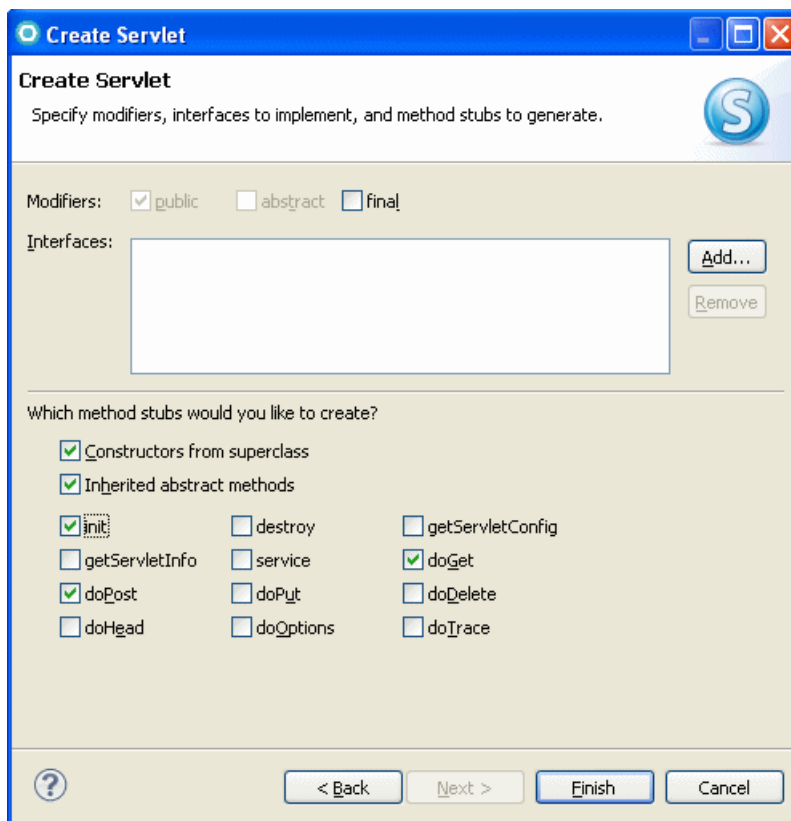 Create Servlet
Create Servlet
Specify modifiers, interfaces to implement, and method stubs to generate.
S
Modifiers: public abstract final
Interfaces:
Add...
Remove
Which method stubs would you like to create?
Constructors from superclass
Inherited abstract methods
init destroy getServletConfig
getServletInfo service doGet
doPost doPut doDelete
doHead doOptions doTrace
? < Back Next > Finish Cancel